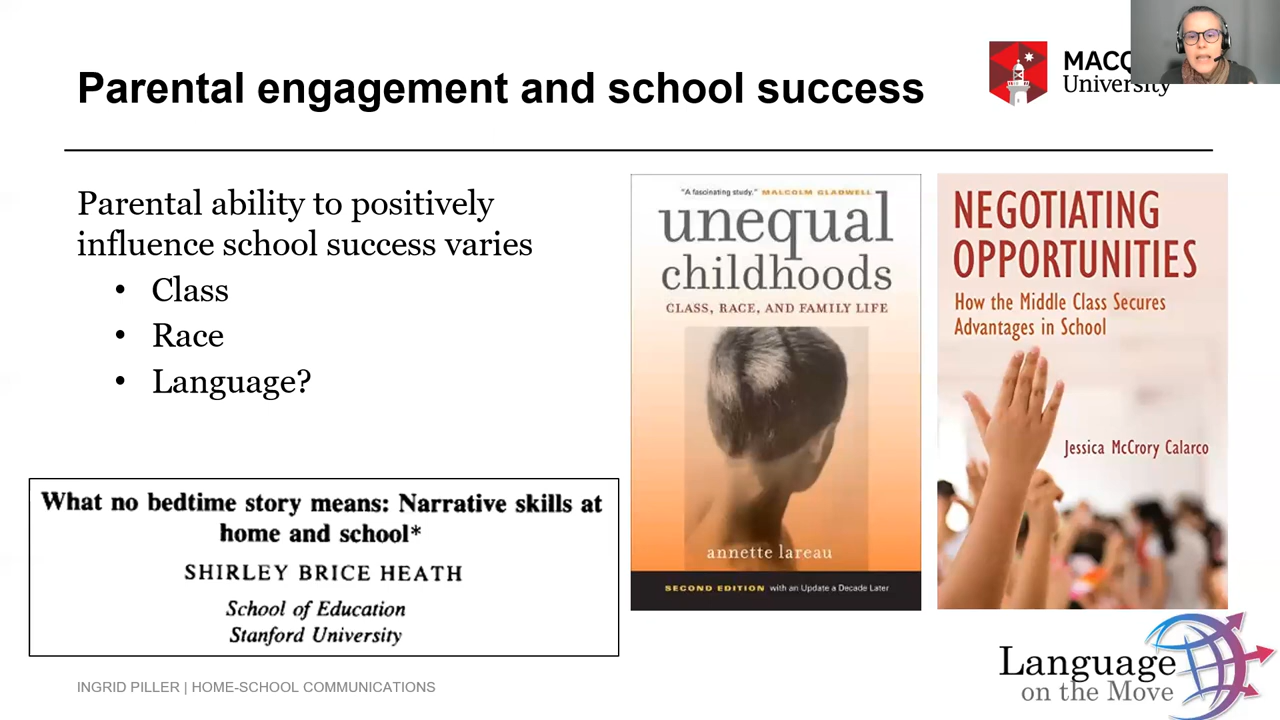 Parental engagement and school success
University
Parental ability to positively
influence school success varies
• Class
• Race
• Language?
What no bedtime story means: Narrative skills at
home and school*
SHIRLEY BRICE HEATH
School of Education
Stanford University
"A fascinating study." MALCOLM GLADWELL
unequal
childhoods
CLASS, RACE, AND FAMILY LIFE
annette lareau
SECOND EDITION with an Update a Decade Later
NEGOTIATING
OPPORTUNITIES
How the Middle Class Secures
Advantages in School
Jessica McCrory Calarco
INGRID PILLER | HOME-SCHOOL COMMUNICATIONS
Language
on the Move